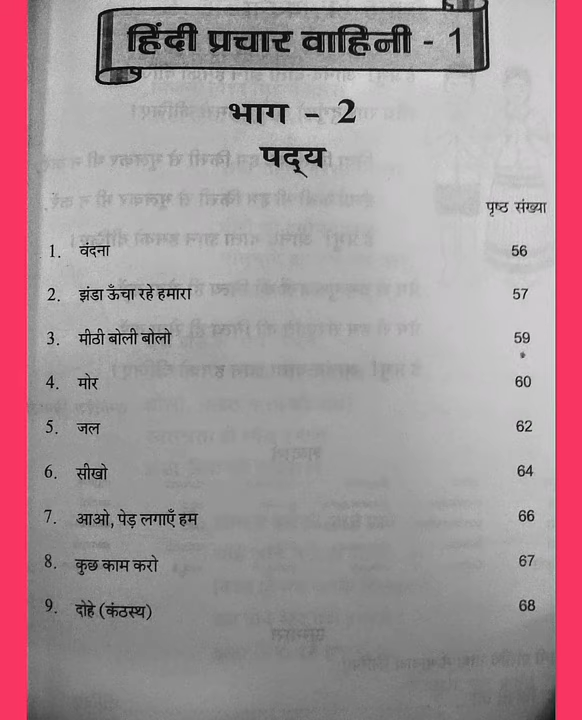 हिंदी प्रचार वाहिनी - 1
भाग - 2
पद्य
पृष्ठ संख्या
1. वंदना 56
2. झंडा ऊँचा रहे हमारा 57
3. मीठी बोली बोलो 59
4. मोर 60
5. जल 62
6. सीखो 64
7. आओ, पेड़ लगाएँ हम 66
8. कुछ काम करो 67
9. दोहे (कंठस्थ) 68